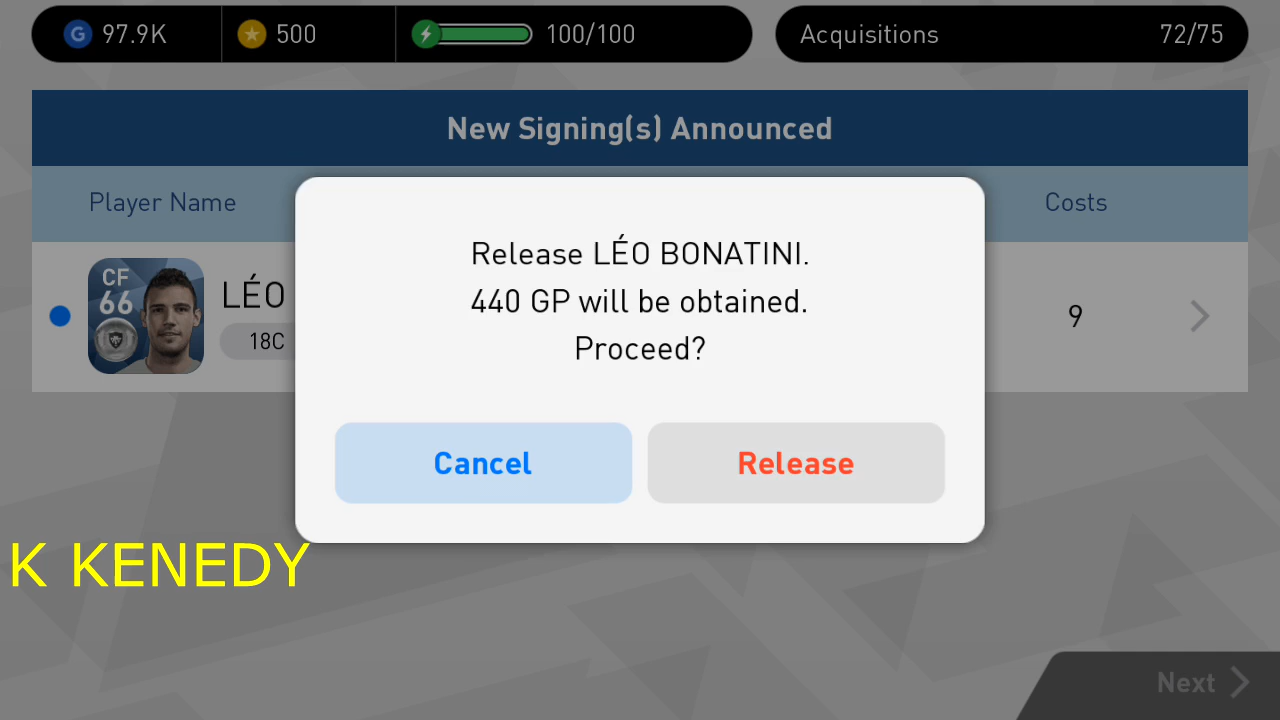 G 97.9K 500 100/100 Acquisitions 72/75
New Signing(s) Announced
Player Name Costs
Release LÉO BONATINI.
440 GP will be obtained.
Proceed?
CF
66
LÉO
18C
9
Cancel Release
K KENEDY
Next